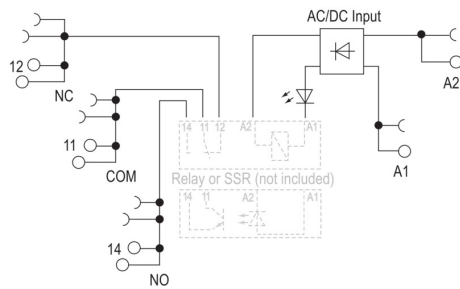 AC/DC Input
12
NC
A2
11
COM
A1
14 11 12 A2 A1
Relay or SSR (not included)
14 11 A2 A1
14
NO